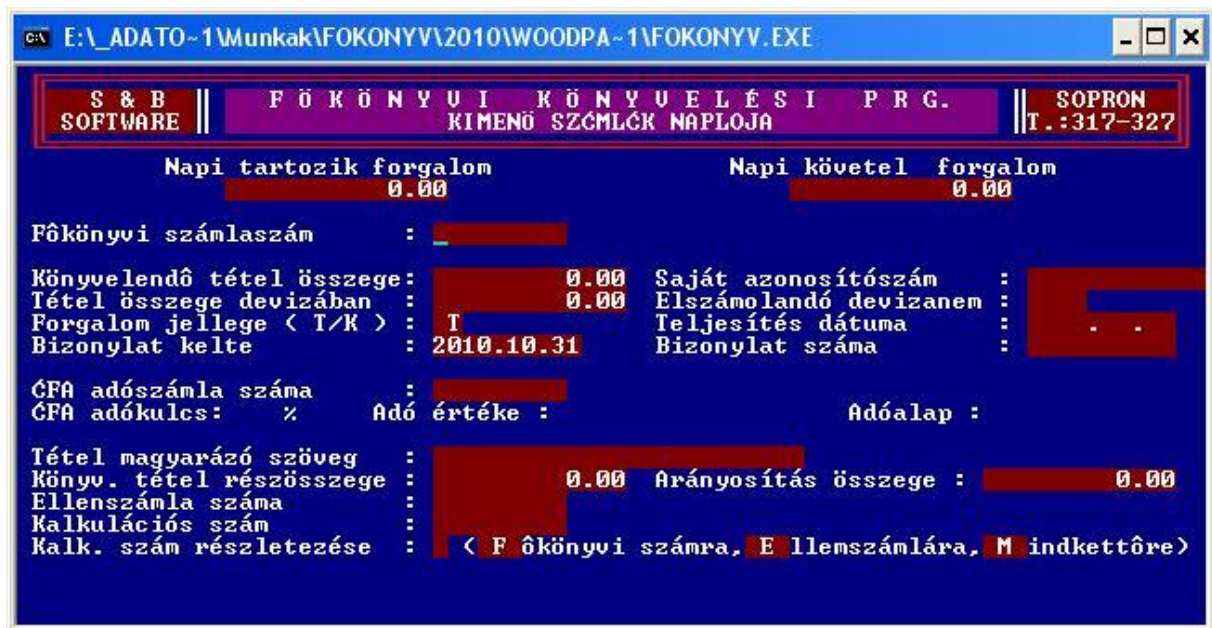 E:\_ADATO~1\Munkak\FOKONYV\2010\WOODPA~1\FOKONYV.EXE
S & B F Ö K Ö N Y V I K Ö N Y V E L É S I P R G. SOPRON
SOFTWARE KIMENÖ SZĆMLĆK NAPLOJA T.:317-327
Napi tartozik forgalom Napi követel forgalom
0.00 0.00
Fôkönyvi számlaszám :
Könyvelendô tétel összege: 0.00 Saját azonosítószám :
Tétel összege devizában : 0.00 Elszámolandó devizanem :
Forgalom jellege ( T/K ) : T Teljesítés dátuma : . .
Bizonylat kelte : 2010.10.31 Bizonylat száma :
ĆFA adószámla száma :
ĆFA adókulcs: % Adó értéke : Adóalap :
Tétel magyarázó szöveg :
Könyv. tétel részösszege : 0.00 Arányosítás összege : 0.00
Ellenszámla száma :
Kalkulációs szám :
Kalk. szám részletezése : ( F ôkönyvi számra, E llemszámlára, M indkettôre)